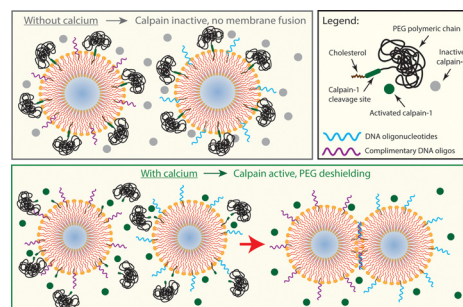 Without calcium → Calpain inactive, no membrane fusion
Legend:
PEG polymeric chain
Cholesterol
Inactive
calpain-
Calpain-1
cleavage site
Activated calpain-1
DNA oligonucleotides
Complimentary DNA oligos
With calcium → Calpain active, PEG deshielding